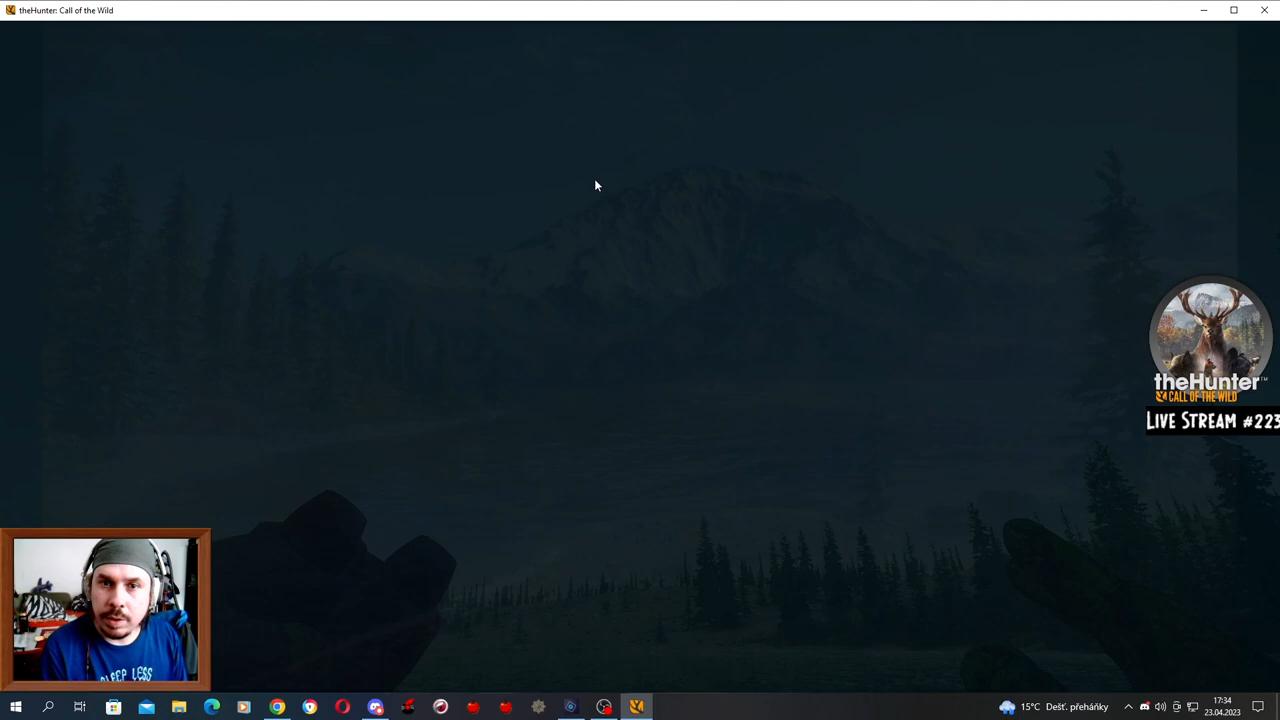 theHunter: Call of the Wild
theHunter™
CALL OF THE WILD
LIVE STREAM #223
SLEEP LESS
15°C Dešť. přeháňky
17:34
23.04.2023